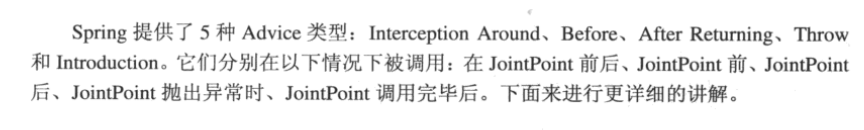 Spring 提供了 5 种 Advice 类型：Interception Around、Before、After Returning、Throw
和 Introduction。它们分别在以下情况下被调用：在 JointPoint 前后、JointPoint 前、JointPoint
后、JointPoint 抛出异常时、JointPoint 调用完毕后。下面来进行更详细的讲解。